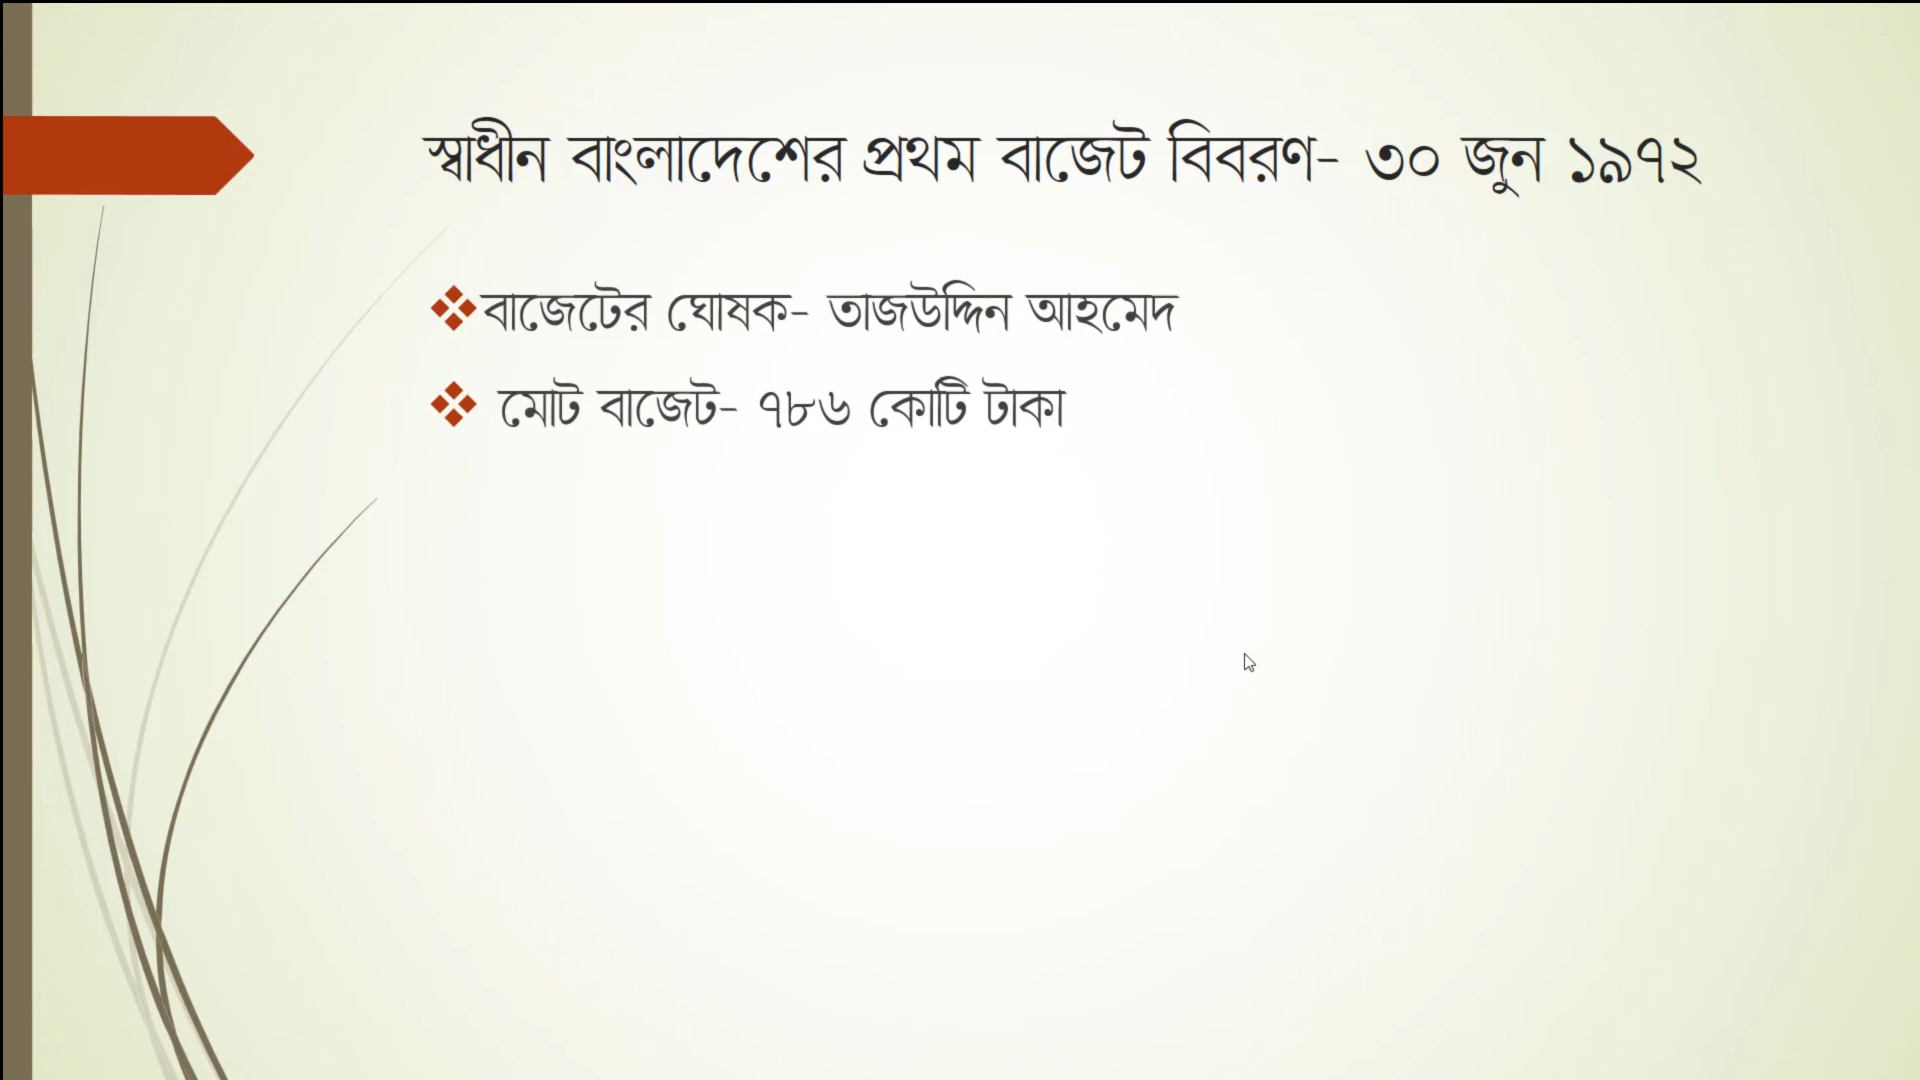 স্বাধীন বাংলাদেশের প্রথম বাজেট বিবরণ- ৩০ জুন ১৯৭২
বাজেটের ঘোষক- তাজউদ্দিন আহমেদ
মোট বাজেট- ৭৮৬ কোটি টাকা